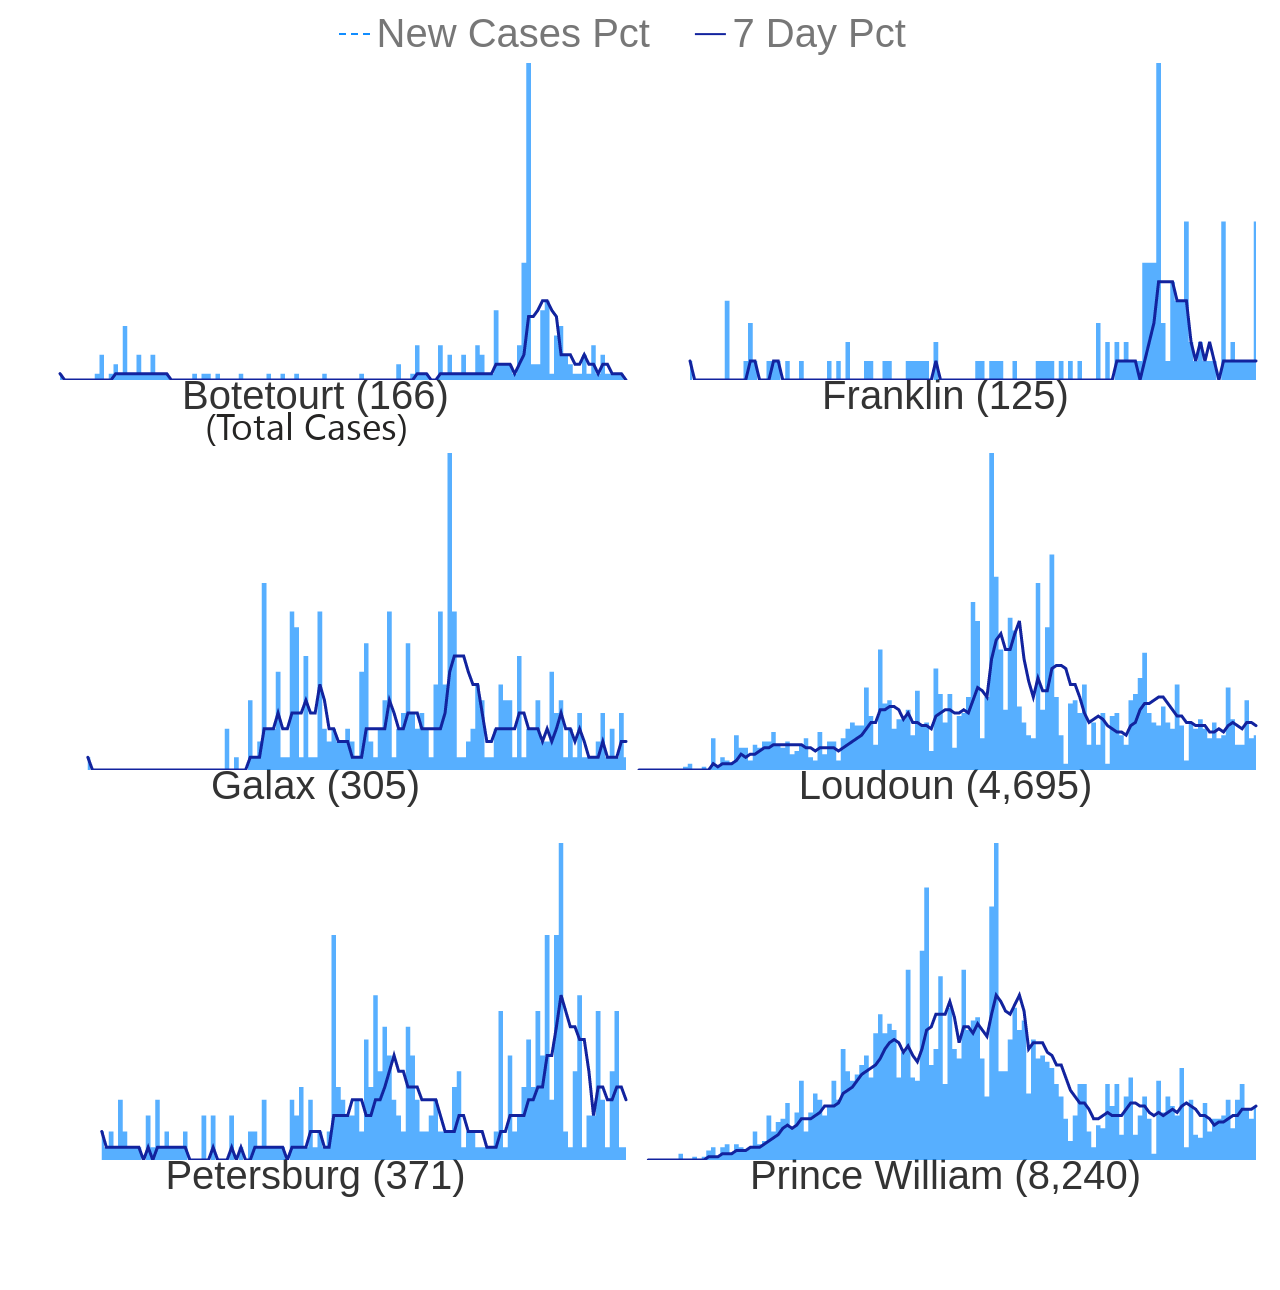 New Cases Pct 7 Day Pct
Botetourt (166) Franklin (125)
(Total Cases)
Galax (305) Loudoun (4,695)
Petersburg (371) Prince William (8,240)